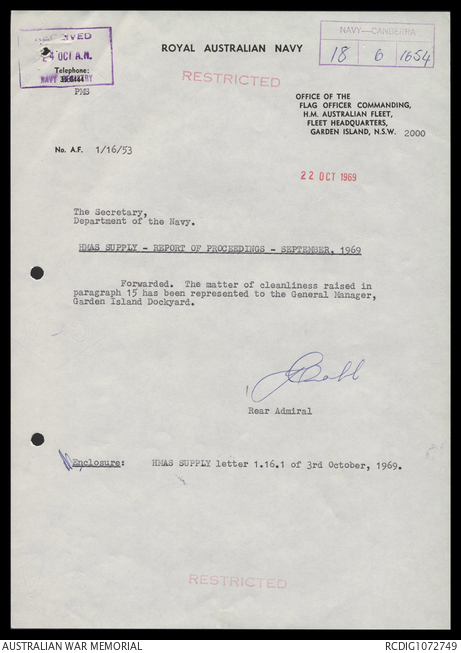 RECEIVED
24 OCT A.M.
Telephone:
NAVY
PMS
ROYAL AUSTRALIAN NAVY
RESTRICTED
NAVY—CANBERRA
18 6 1654
OFFICE OF THE
FLAG OFFICER COMMANDING,
H.M. AUSTRALIAN FLEET,
FLEET HEADQUARTERS,
GARDEN ISLAND, N.S.W. 2000
No. A.F. 1/16/53
22 OCT 1969
The Secretary,
Department of the Navy.
HMAS SUPPLY - REPORT OF PROCEEDINGS - SEPTEMBER, 1969
Forwarded. The matter of cleanliness raised in
paragraph 15 has been represented to the General Manager,
Garden Island Dockyard.
Rear Admiral
Enclosure: HMAS SUPPLY letter 1.16.1 of 3rd October, 1969.
RESTRICTED
AUSTRALIAN WAR MEMORIAL
RCDIG1072749